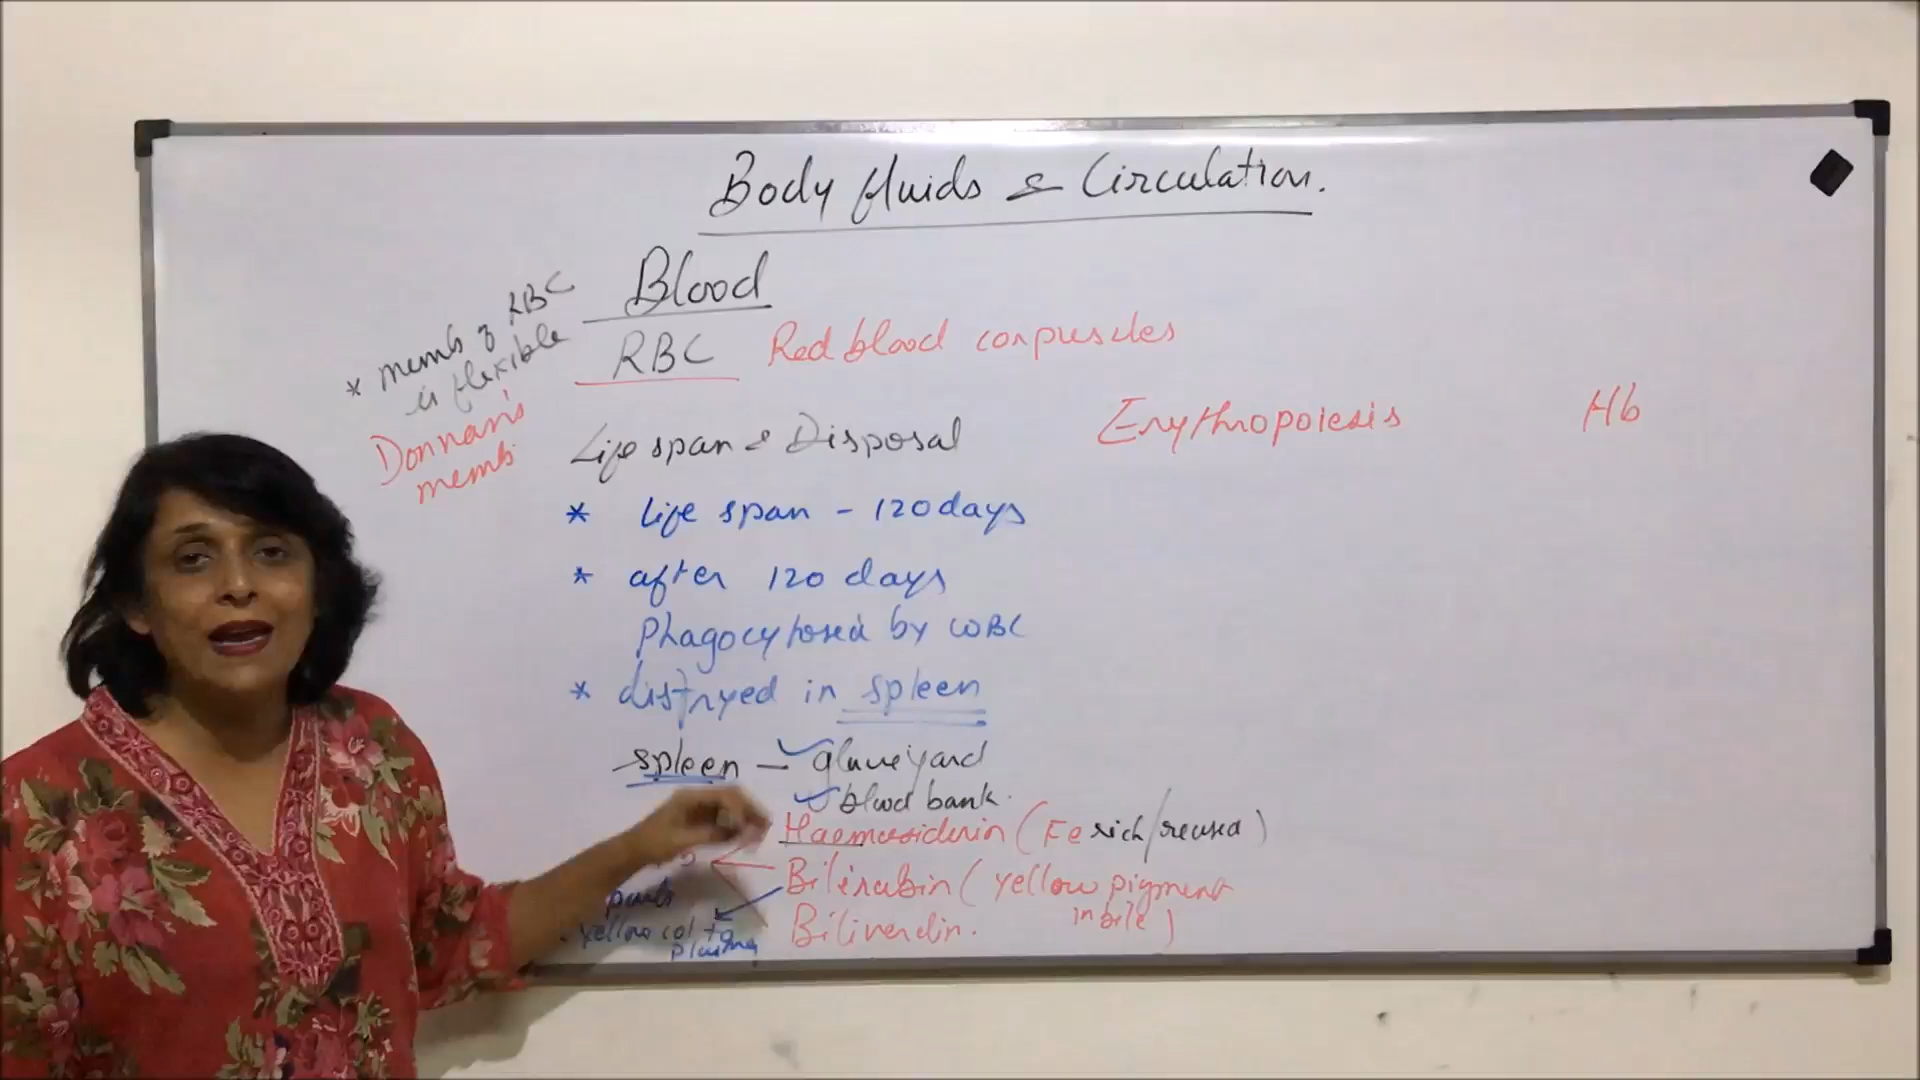 Body fluids & Circulation.
Blood
* memb of RBC
is flexible
Donnan's
memb
RBC Red blood corpuscles
Life span & Disposal
Erythropoiesis
Hb
* Life span - 120 days
* after 120 days
Phagocytosed by WBC
* distryed in spleen
spleen - graveyard
blood bank.
Haemosiderin (Fe rich/reused)
Bilirubin (yellow pigment
in bile)
Biliverdin.
yellow col to
plasma